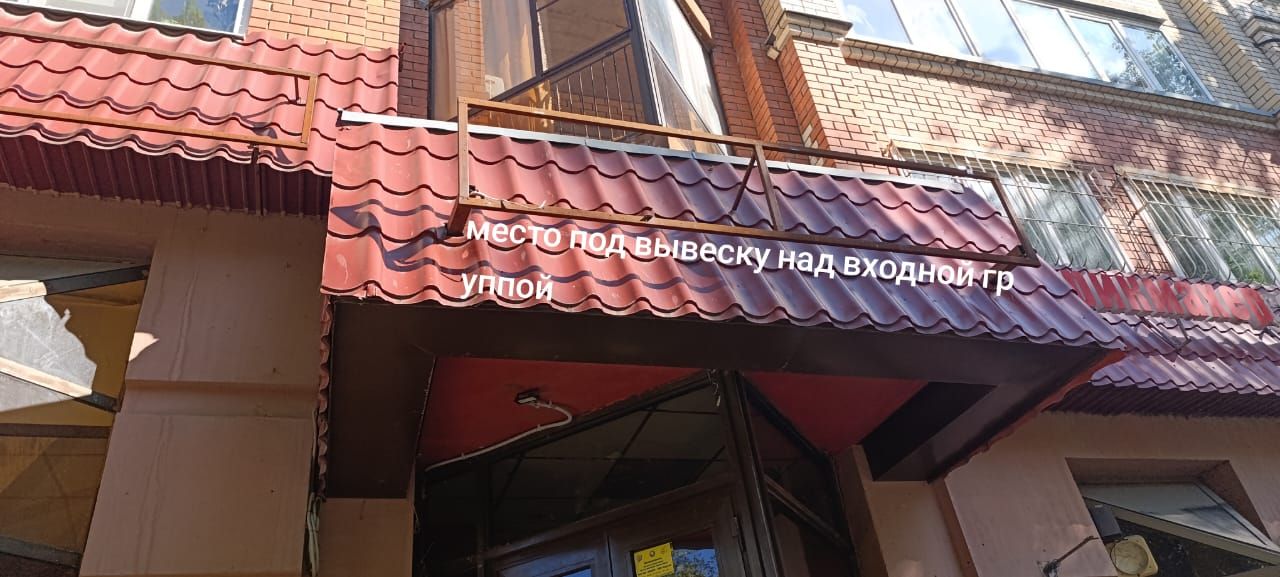 место под вывеску над входной гр
уппой